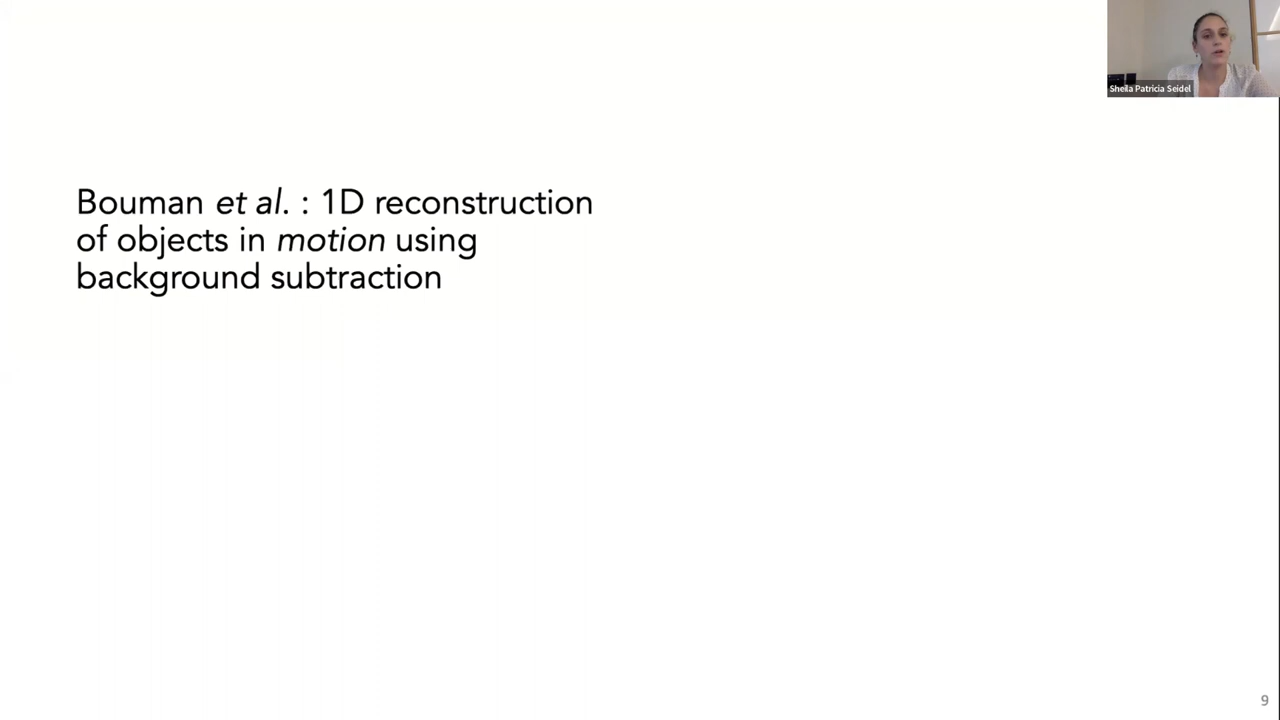 Sheila Patricia Seidel
Bouman et al. : 1D reconstruction
of objects in motion using
background subtraction
9